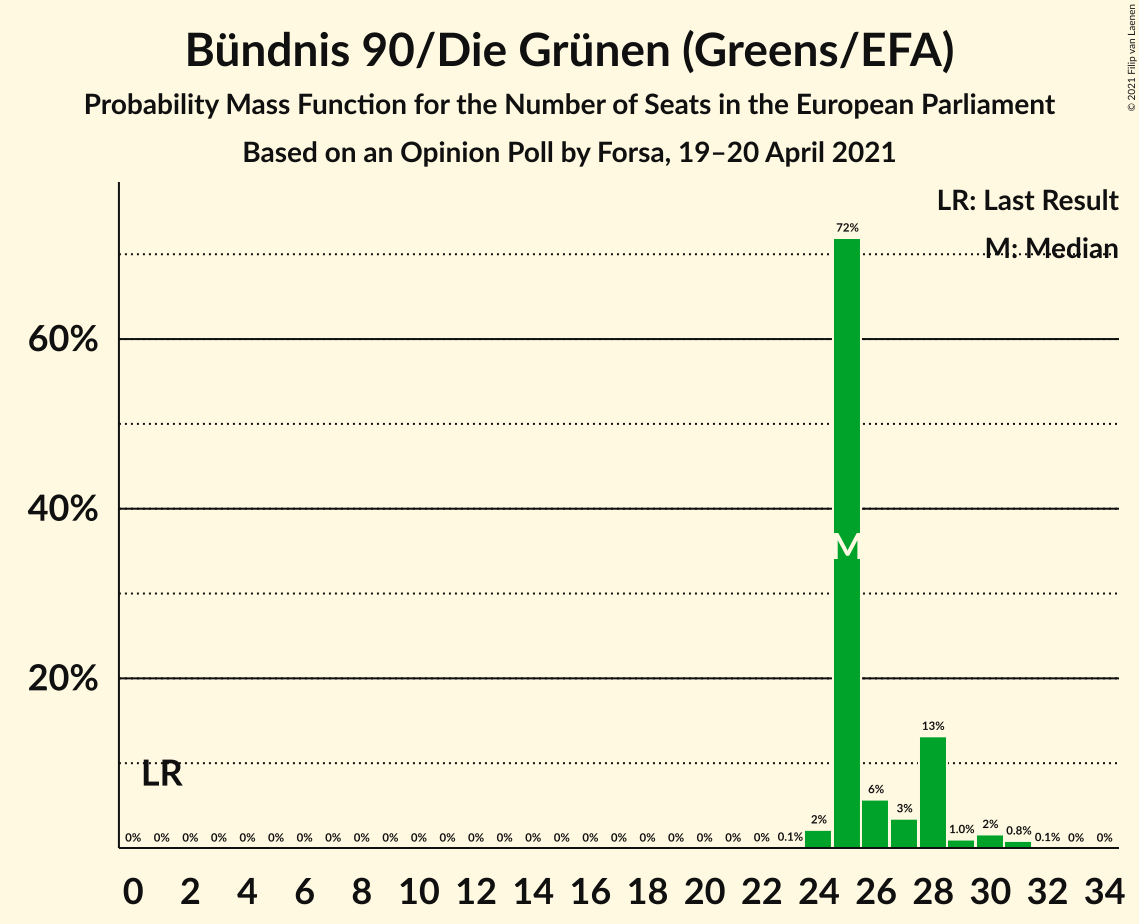 Bündnis 90/Die Grünen (Greens/EFA)
Probability Mass Function for the Number of Seats in the European Parliament
Based on an Opinion Poll by Forsa, 19–20 April 2021
© 2021 Filip van Laenen
LR: Last Result
M: Median
60%
40%
20%
72%
M
LR
13%
6%
3%
2%
0% 0% 0% 0% 0% 0% 0% 0% 0% 0% 0% 0% 0% 0% 0% 0% 0% 0% 0% 0% 0% 0% 0% 0.1% 1.0% 2% 0.8% 0.1% 0% 0%
0 2 4 6 8 10 12 14 16 18 20 22 24 26 28 30 32 34